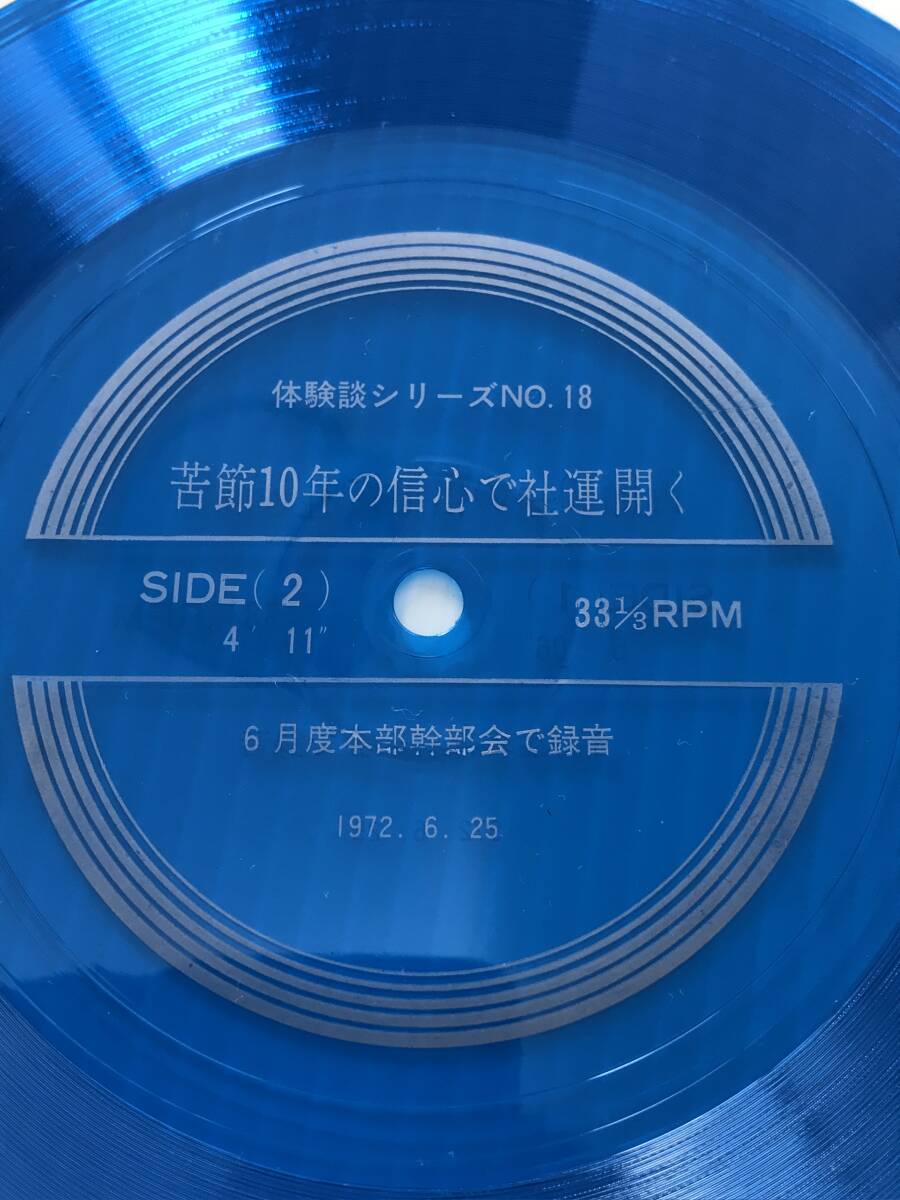 体験談シリーズNO.18
苦節10年の信心で社運開く
SIDE(2) 33⅓RPM
4′ 11″
6月度本部幹部会で録音
1972. 6. 25